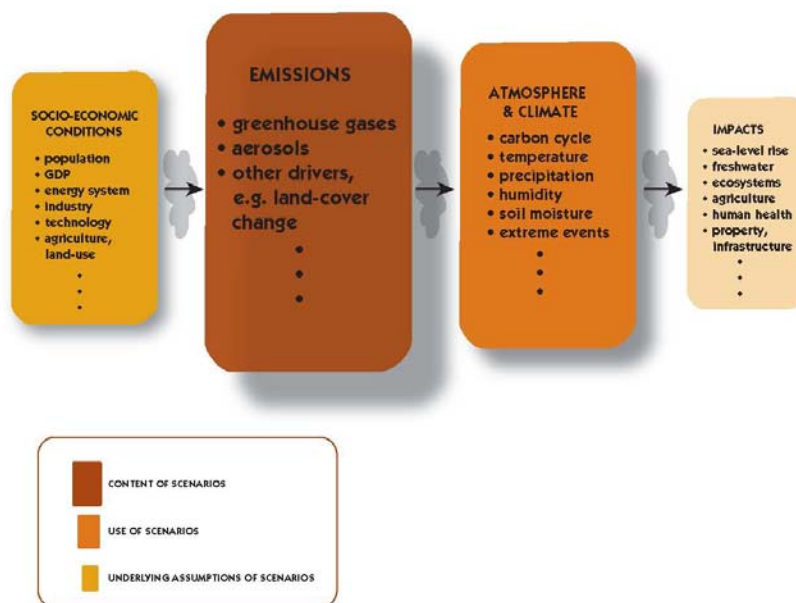 SOCIO-ECONOMIC
CONDITIONS
• population
• GDP
• energy system
• industry
• technology
• agriculture,
land-use
EMISSIONS
• greenhouse gases
• aerosols
• other drivers,
e.g. land-cover
change
ATMOSPHERE
& CLIMATE
• carbon cycle
• temperature
• precipitation
• humidity
• soil moisture
• extreme events
IMPACTS
• sea-level rise
• freshwater
• ecosystems
• agriculture
• human health
• property,
infrastructure
CONTENT OF SCENARIOS
USE OF SCENARIOS
UNDERLYING ASSUMPTIONS OF SCENARIOS